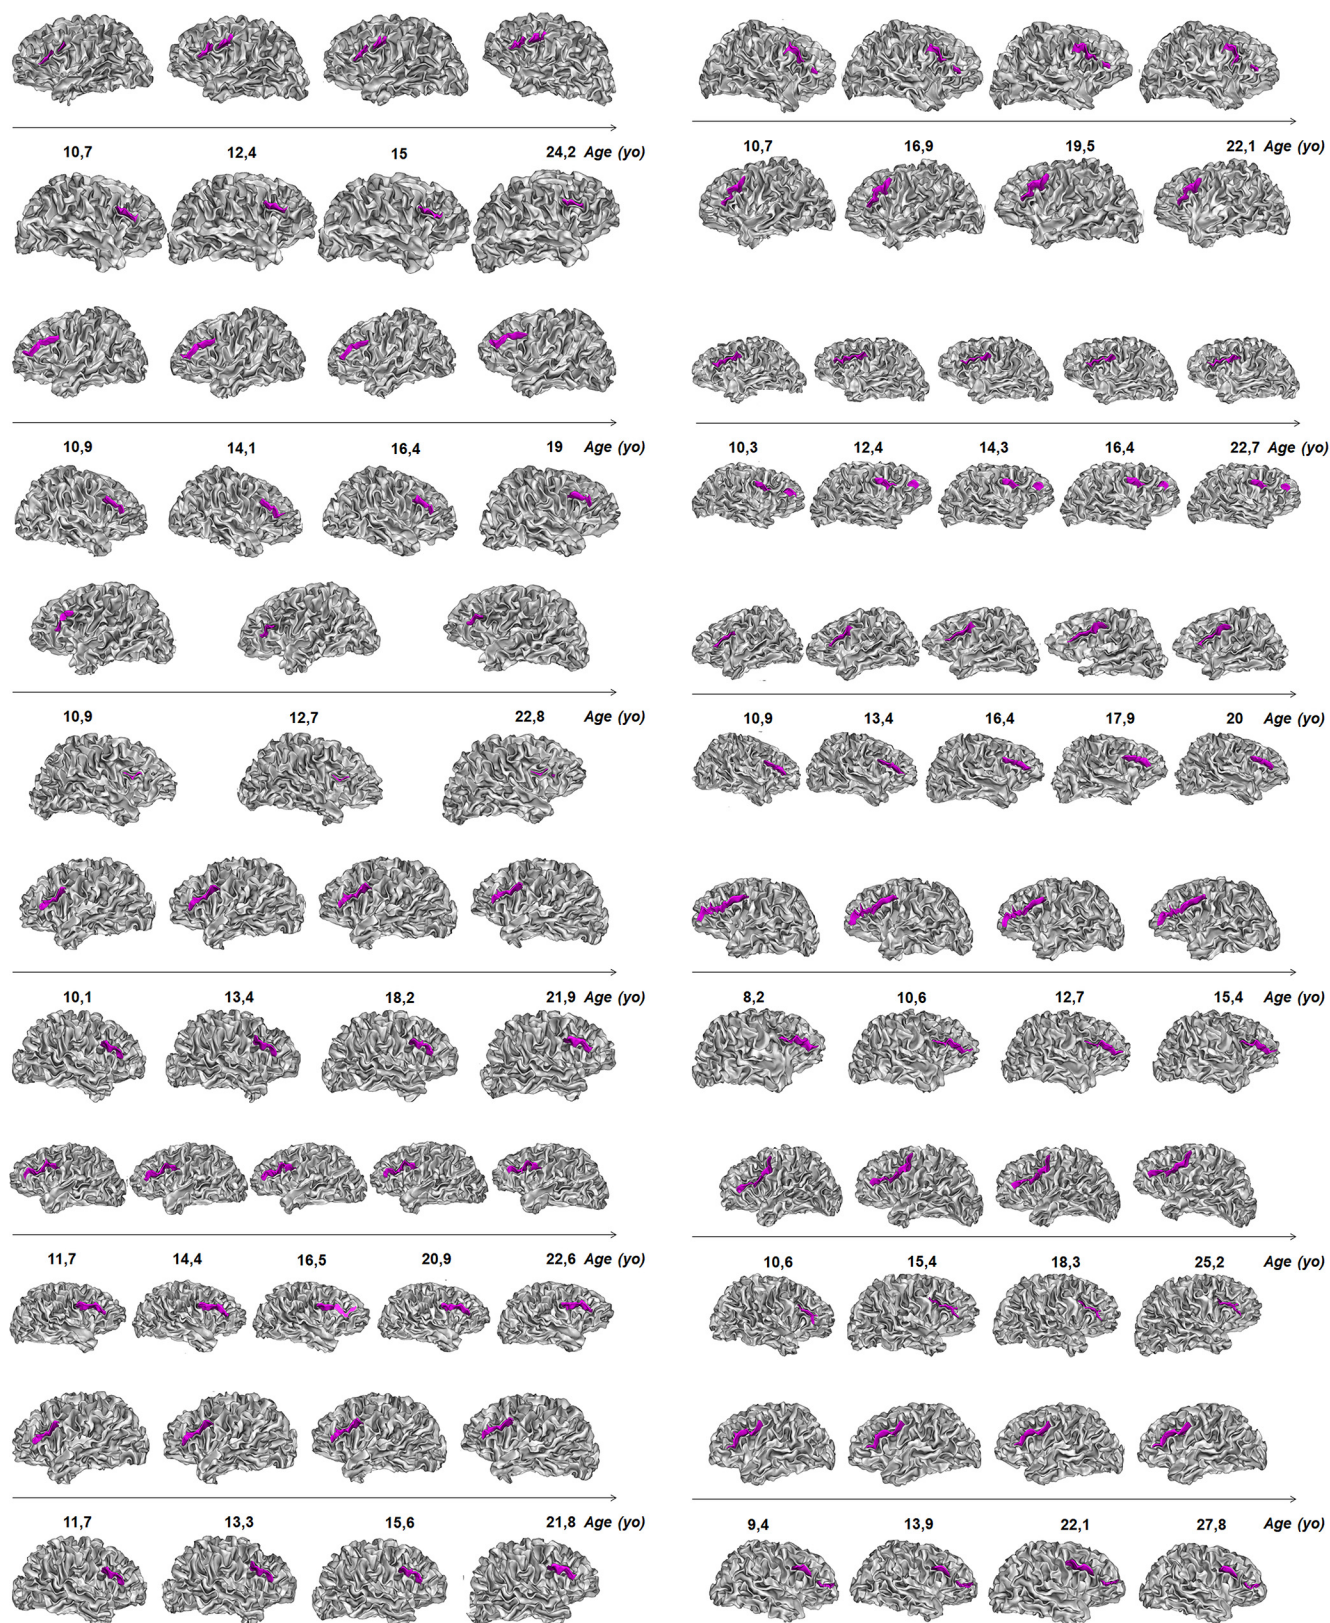 10,7 12,4 15 24,2 Age (yo)
10,7 16,9 19,5 22,1 Age (yo)
10,9 14,1 16,4 19 Age (yo)
10,3 12,4 14,3 16,4 22,7 Age (yo)
10,9 12,7 22,8 Age (yo)
10,9 13,4 16,4 17,9 20 Age (yo)
10,1 13,4 18,2 21,9 Age (yo)
8,2 10,6 12,7 15,4 Age (yo)
11,7 14,4 16,5 20,9 22,6 Age (yo)
10,6 15,4 18,3 25,2 Age (yo)
11,7 13,3 15,6 21,8 Age (yo)
9,4 13,9 22,1 27,8 Age (yo)